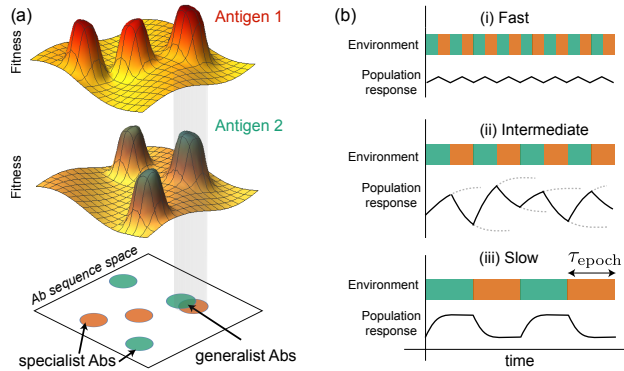 (a)
Antigen 1
Fitness
Antigen 2
Fitness
Ab sequence space
specialist Abs
generalist Abs
(b)
(i) Fast
Environment
Population
response
(ii) Intermediate
Environment
Population
response
(iii) Slow
τepoch
Environment
Population
response
time